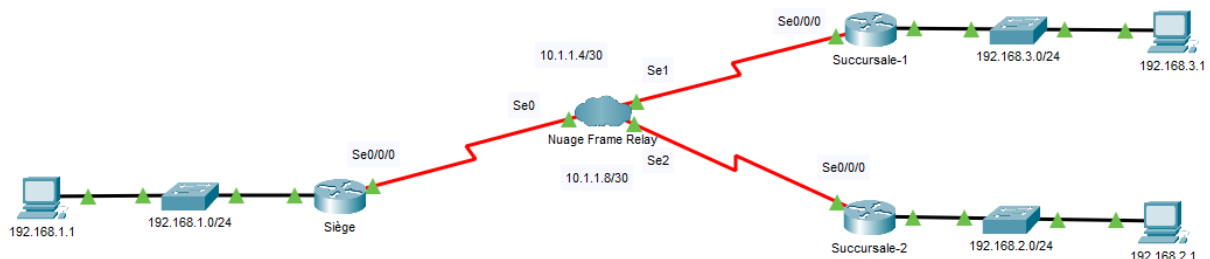 Se0/0/0
Succursale-1
192.168.3.0/24
192.168.3.1
10.1.1.4/30
Se1
Se0
Nuage Frame Relay
Se2
10.1.1.8/30
Se0/0/0
192.168.1.1
192.168.1.0/24
Siège
Se0/0/0
Succursale-2
192.168.2.0/24
192.168.2.1